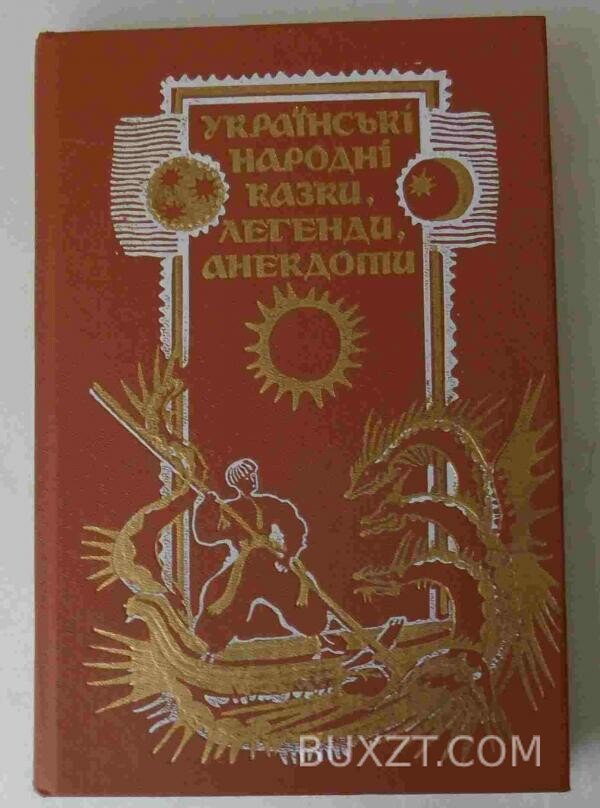 УКРАЇНСЬКІ
НАРОДНІ
КАЗКИ,
ЛЕГЕНДИ,
АНЕКДОТИ
BUXZT.COM